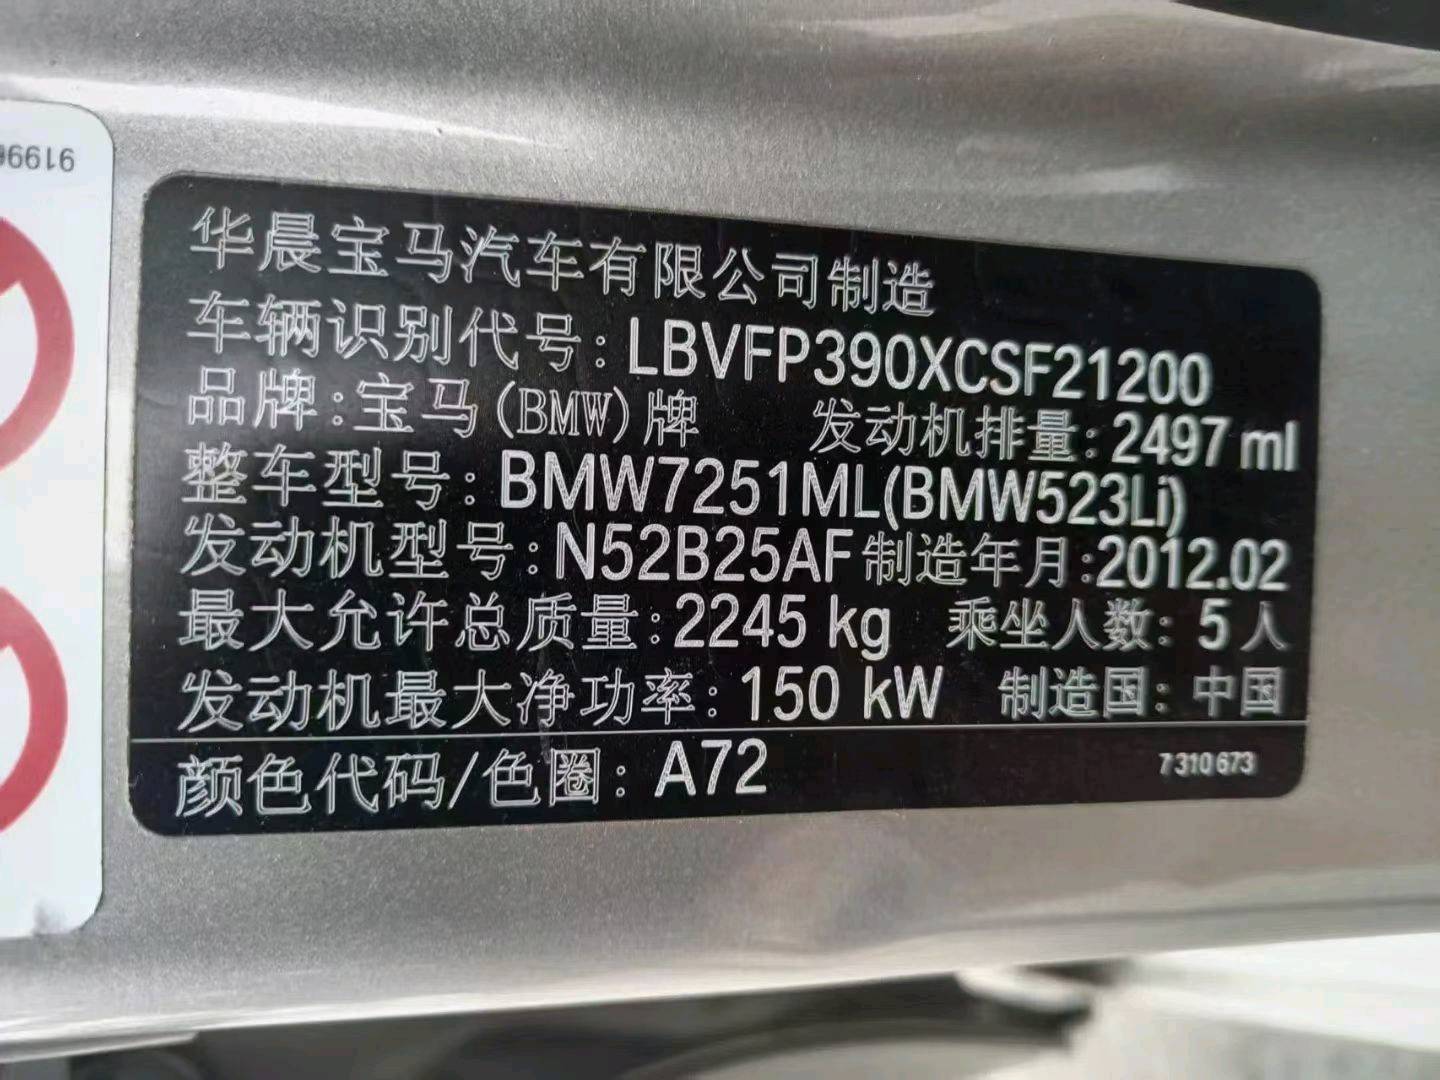 91996
华晨宝马汽车有限公司制造
车辆识别代号：LBVFP390XCSF21200
品牌：宝马(BMW)牌 发动机排量：2497 ml
整车型号：BMW7251ML(BMW523Li)
发动机型号：N52B25AF 制造年月：2012.02
最大允许总质量：2245 kg 乘坐人数：5人
发动机最大净功率：150 kW 制造国：中国
颜色代码/色圈：A72 7310673